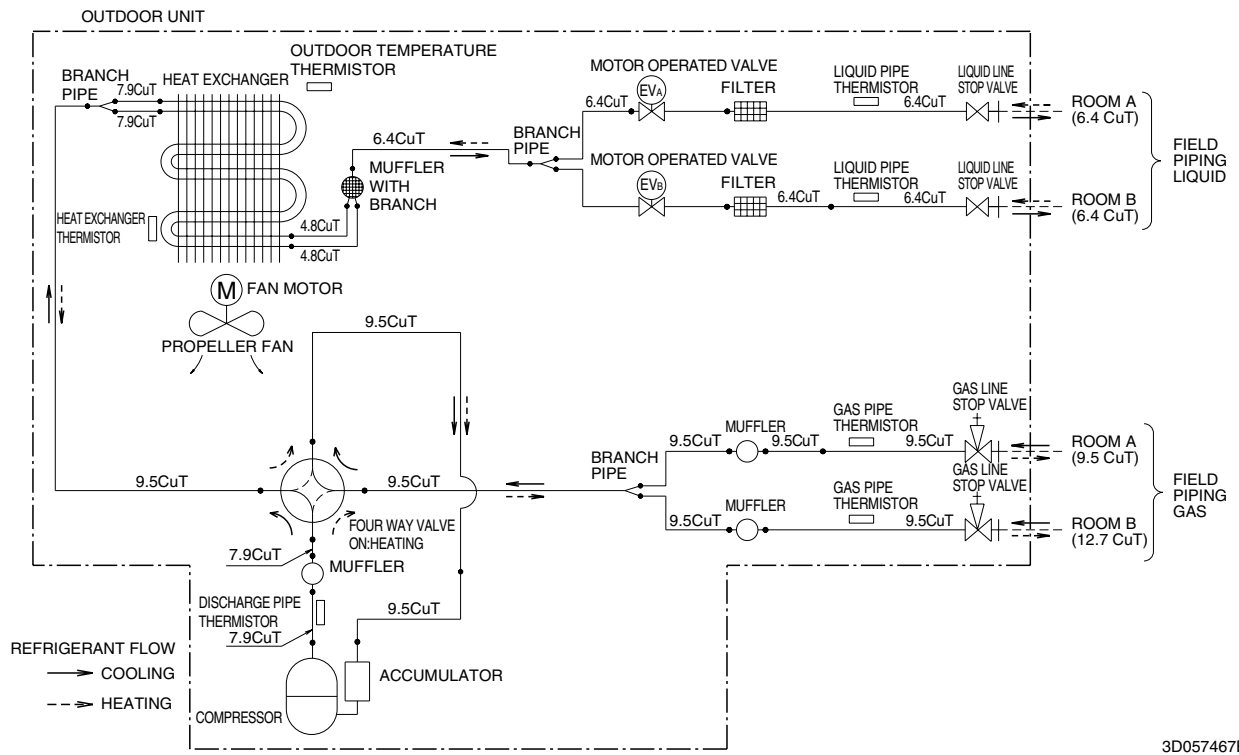 OUTDOOR UNIT
OUTDOOR TEMPERATURE
THERMISTOR
HEAT EXCHANGER
BRANCH
PIPE
7.9CuT
7.9CuT
HEAT EXCHANGER
THERMISTOR
4.8CuT
4.8CuT
6.4CuT
MUFFLER
WITH
BRANCH
M
FAN MOTOR
PROPELLER FAN
BRANCH
PIPE
MOTOR OPERATED VALVE
EVA
6.4CuT
FILTER
LIQUID PIPE
THERMISTOR
6.4CuT
LIQUID LINE
STOP VALVE
ROOM A
(6.4 CuT)
MOTOR OPERATED VALVE
EVB
FILTER
6.4CuT
LIQUID PIPE
THERMISTOR
6.4CuT
LIQUID LINE
STOP VALVE
ROOM B
(6.4 CuT)
FIELD
PIPING
LIQUID
9.5CuT
9.5CuT
9.5CuT
FOUR WAY VALVE
ON:HEATING
BRANCH
PIPE
9.5CuT
MUFFLER
9.5CuT
GAS PIPE
THERMISTOR
9.5CuT
GAS LINE
STOP VALVE
ROOM A
(9.5 CuT)
9.5CuT
MUFFLER
GAS PIPE
THERMISTOR
9.5CuT
GAS LINE
STOP VALVE
ROOM B
(12.7 CuT)
FIELD
PIPING
GAS
7.9CuT
MUFFLER
DISCHARGE PIPE
THERMISTOR
7.9CuT
9.5CuT
ACCUMULATOR
COMPRESSOR
REFRIGERANT FLOW
COOLING
HEATING
3D057467